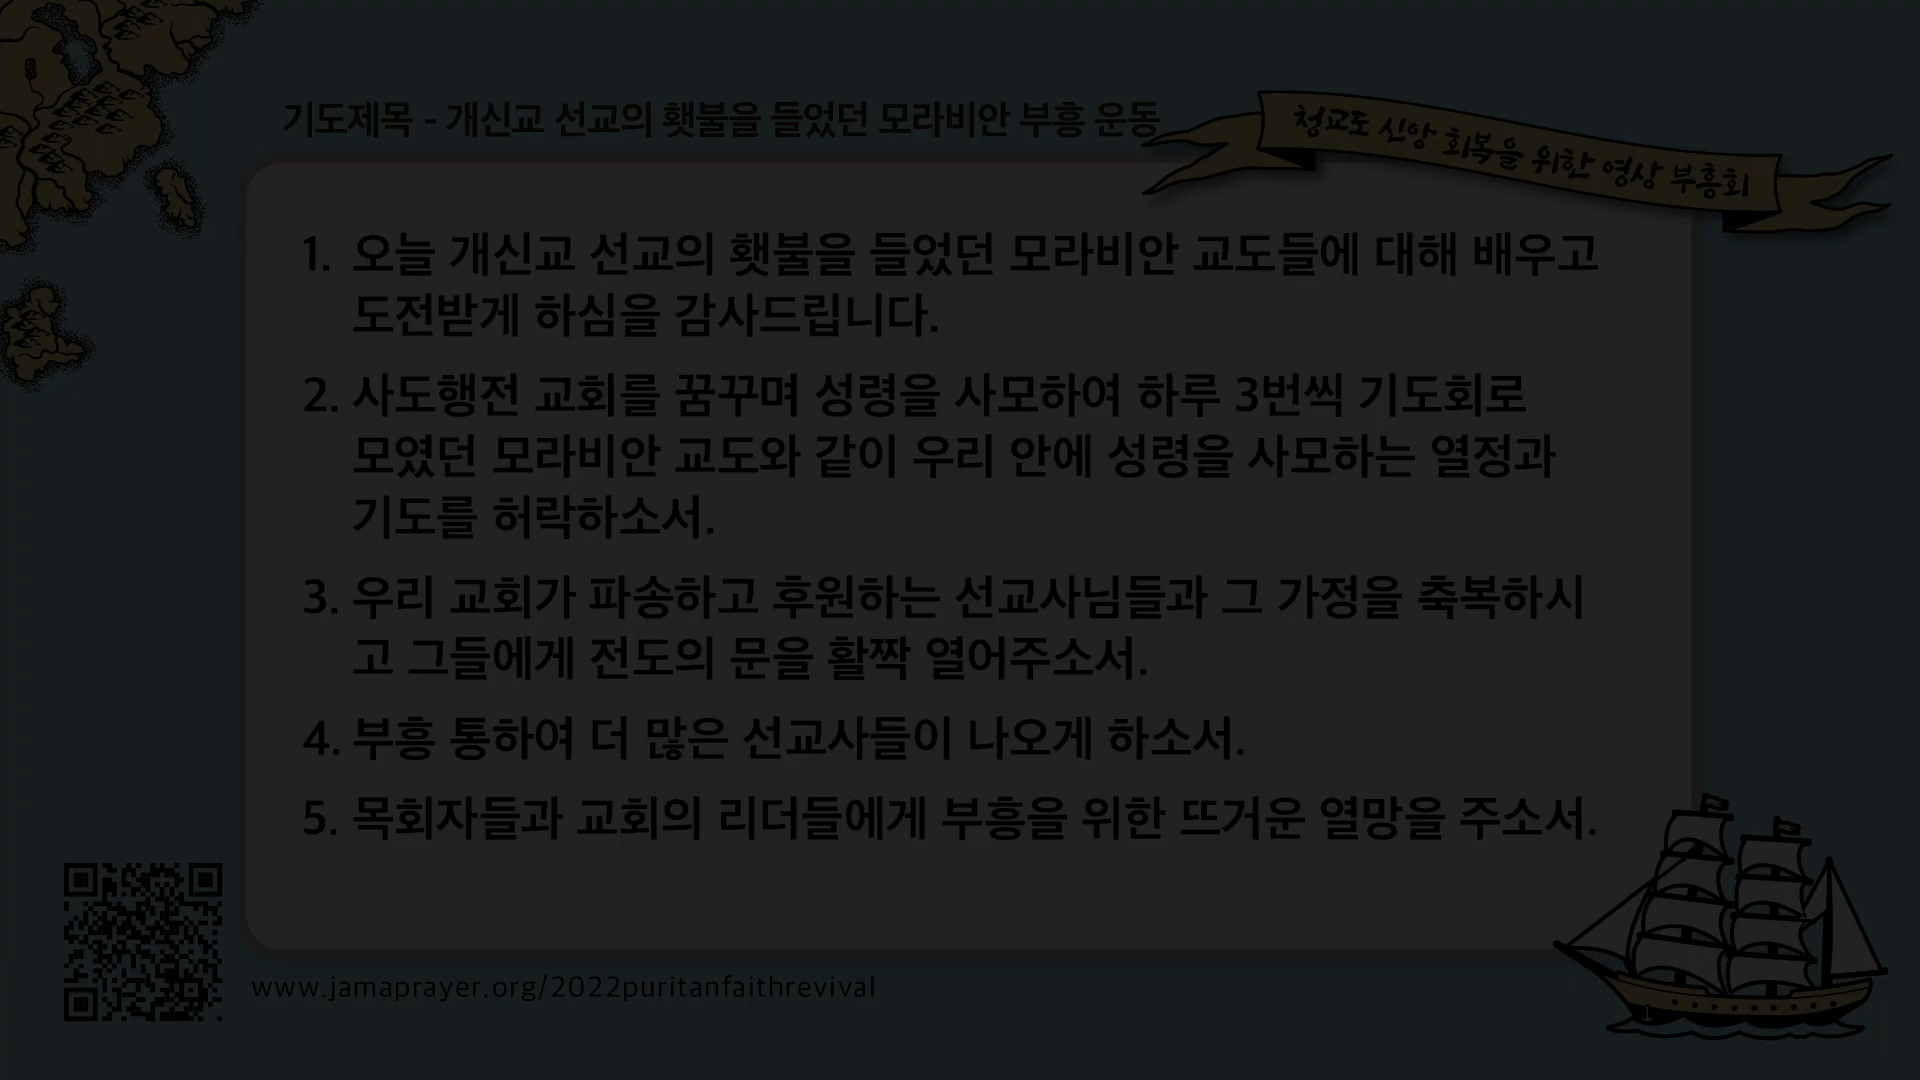 기도제목 - 개신교 선교의 횃불을 들었던 모라비안 부흥 운동
청교도 신앙 회복을 위한 영상 부흥회
1. 오늘 개신교 선교의 횃불을 들었던 모라비안 교도들에 대해 배우고
도전받게 하심을 감사드립니다.
2. 사도행전 교회를 꿈꾸며 성령을 사모하여 하루 3번씩 기도회로
모였던 모라비안 교도와 같이 우리 안에 성령을 사모하는 열정과
기도를 허락하소서.
3. 우리 교회가 파송하고 후원하는 선교사님들과 그 가정을 축복하시
고 그들에게 전도의 문을 활짝 열어주소서.
4. 부흥 통하여 더 많은 선교사들이 나오게 하소서.
5. 목회자들과 교회의 리더들에게 부흥을 위한 뜨거운 열망을 주소서.
www.jamaprayer.org/2022puritanfaithrevival